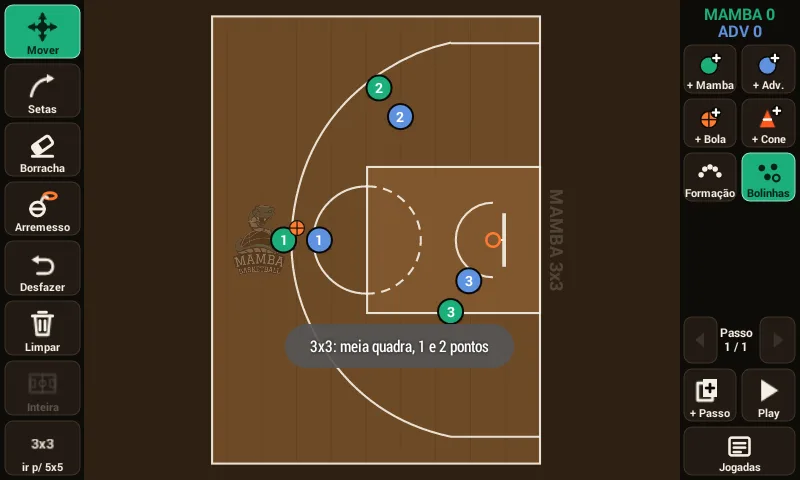 Mover
Setas
Borracha
Arremesso
Desfazer
Limpar
Inteira
3x3
ir p/ 5x5
2
2
1
1
3
3
MAMBA
BASKETBALL
MAMBA 3x3
3x3: meia quadra, 1 e 2 pontos
MAMBA 0
ADV 0
+ Mamba
+ Adv.
+ Bola
+ Cone
Formação
Bolinhas
Passo
1 / 1
+ Passo
Play
Jogadas